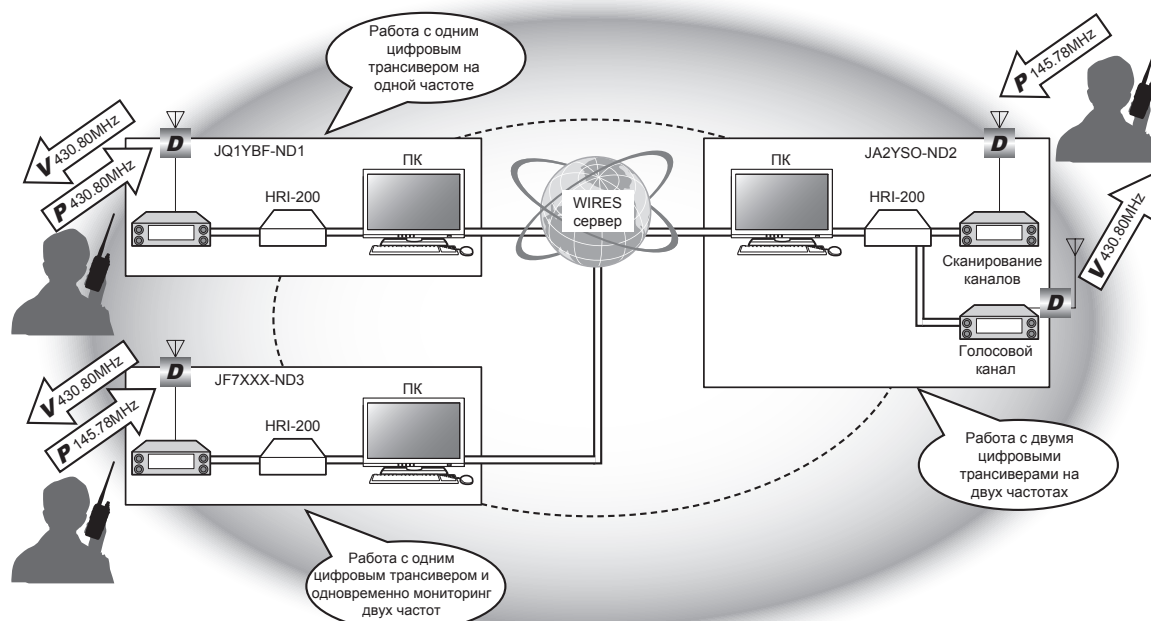 Работа с одним
цифровым
трансивером на
одной частоте
V 430.80MHz
P 430.80MHz
D
JQ1YBF-ND1
HRI-200
ПК
WIRES
сервер
P 145.78MHz
D
JA2YSO-ND2
ПК
HRI-200
Сканирование
каналов
V 430.80MHz
D
Голосовой
канал
V 430.80MHz
P 145.78MHz
D
JF7XXX-ND3
HRI-200
ПК
Работа с двумя
цифровыми
трансиверами на
двух частотах
Работа с одним
цифровым трансивером и
одновременно мониторинг
двух частот